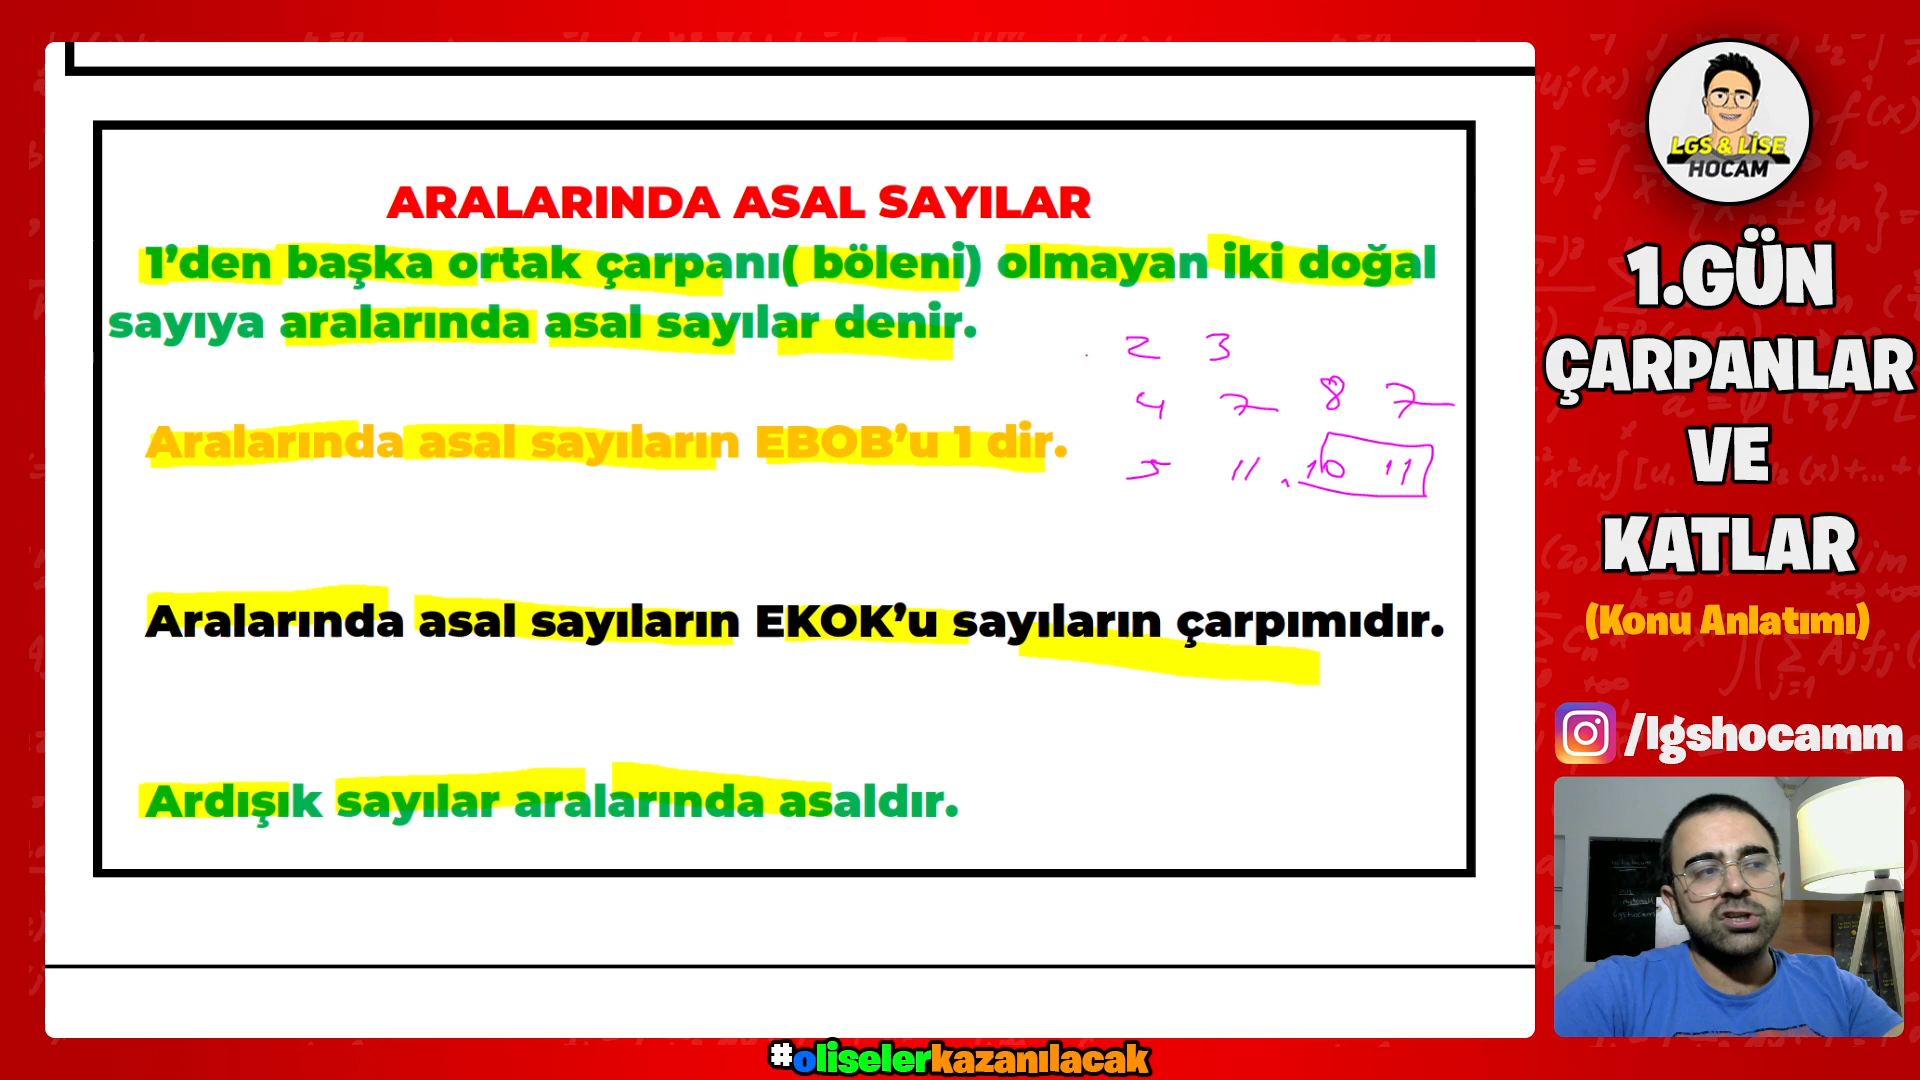 ARALARINDA ASAL SAYILAR
1’den başka ortak çarpanı( böleni) olmayan iki doğal
sayıya aralarında asal sayılar denir.
2 3
4 7 8 7
Aralarında asal sayıların EBOB’u 1 dir.
5 11 10 11
Aralarında asal sayıların EKOK’u sayıların çarpımıdır.
Ardışık sayılar aralarında asaldır.
LGS & LİSE
HOCAM
1.GÜN
ÇARPANLAR
VE
KATLAR
(Konu Anlatımı)
/lgshocamm
#oliselerkazanılacak